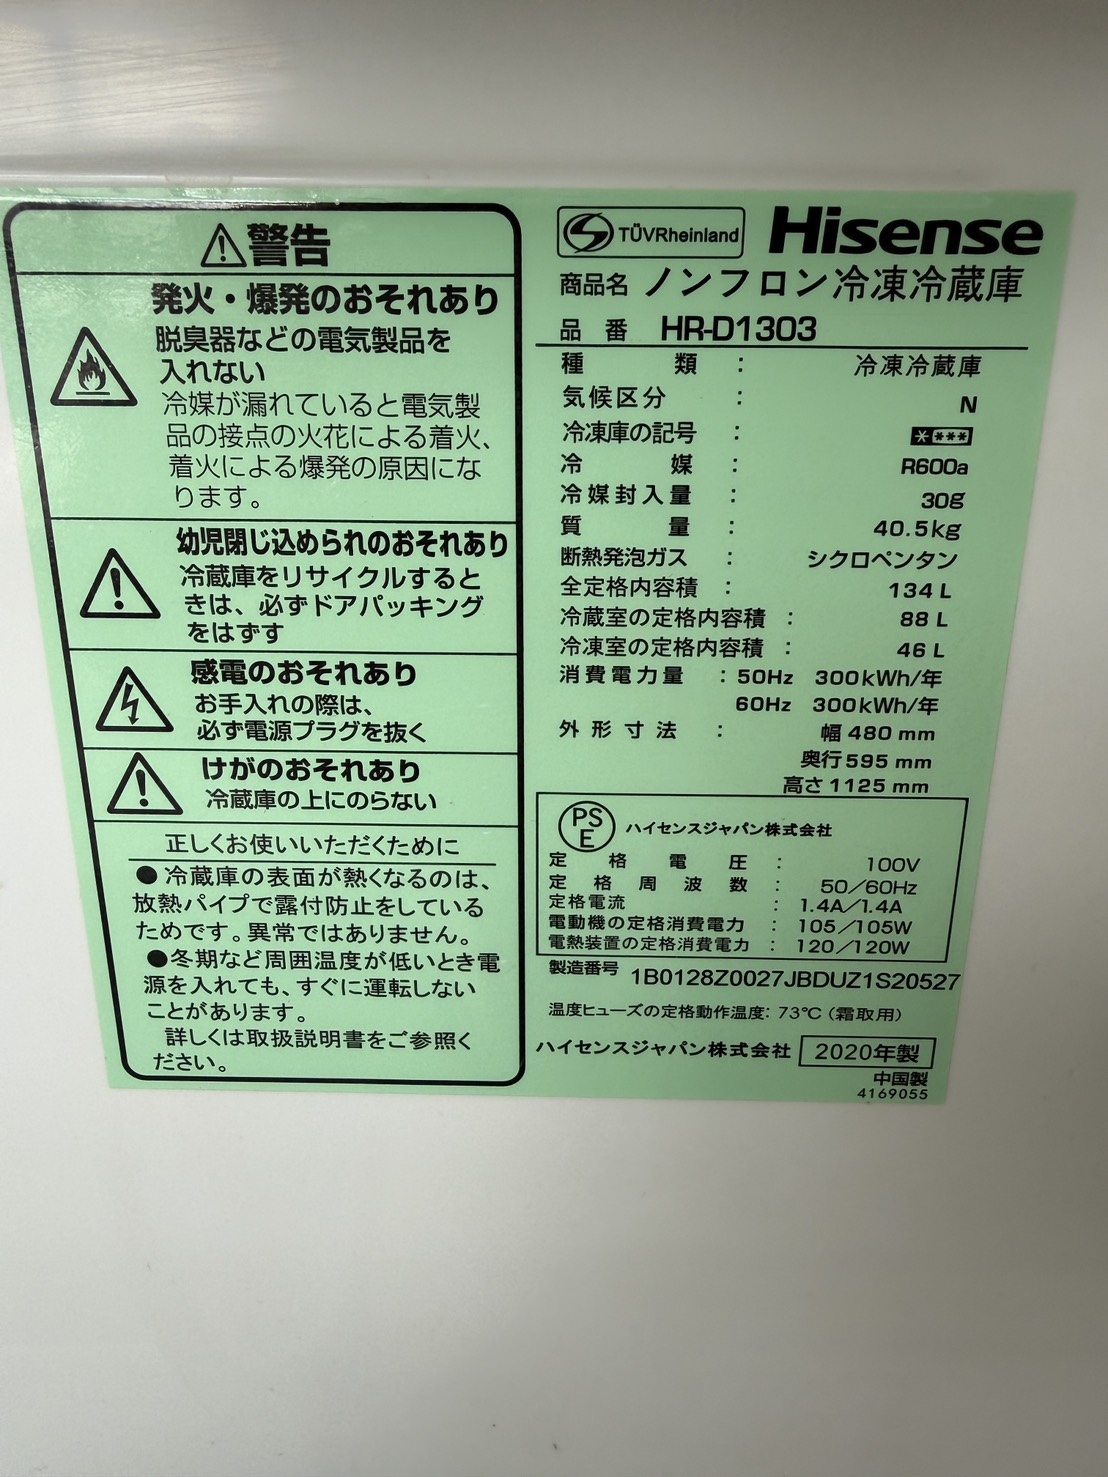 警告
発火・爆発のおそれあり
脱臭器などの電気製品を
入れない
冷媒が漏れていると電気製
品の接点の火花による着火、
着火による爆発の原因にな
ります。
幼児閉じ込められのおそれあり
冷蔵庫をリサイクルすると
きは、必ずドアパッキング
をはずす
感電のおそれあり
お手入れの際は、
必ず電源プラグを抜く
けがのおそれあり
冷蔵庫の上にのらない
正しくお使いいただくために
●冷蔵庫の表面が熱くなるのは、
放熱パイプで露付防止をしている
ためです。異常ではありません。
●冬期など周囲温度が低いとき電
源を入れても、すぐに運転しない
ことがあります。
詳しくは取扱説明書をご参照く
ださい。
TÜVRheinland Hisense
商品名 ノンフロン冷凍冷蔵庫
品番 HR-D1303
種類 : 冷凍冷蔵庫
気候区分 : N
冷凍庫の記号 : * ***
冷媒 : R600a
冷媒封入量 : 30g
質量 : 40.5kg
断熱発泡ガス : シクロペンタン
全定格内容積 : 134 L
冷蔵室の定格内容積 : 88 L
冷凍室の定格内容積 : 46 L
消費電力量 : 50Hz 300kWh/年
60Hz 300kWh/年
外形寸法 : 幅 480 mm
奥行 595 mm
高さ 1125 mm
PSE ハイセンスジャパン株式会社
定格電圧 : 100V
定格周波数 : 50/60Hz
定格電流 : 1.4A/1.4A
電動機の定格消費電力 : 105/105W
電熱装置の定格消費電力 : 120/120W
製造番号 1B0128Z0027JBDUZ1S20527
温度ヒューズの定格動作温度: 73℃(霜取用)
ハイセンスジャパン株式会社 2020年製
中国製
4169055